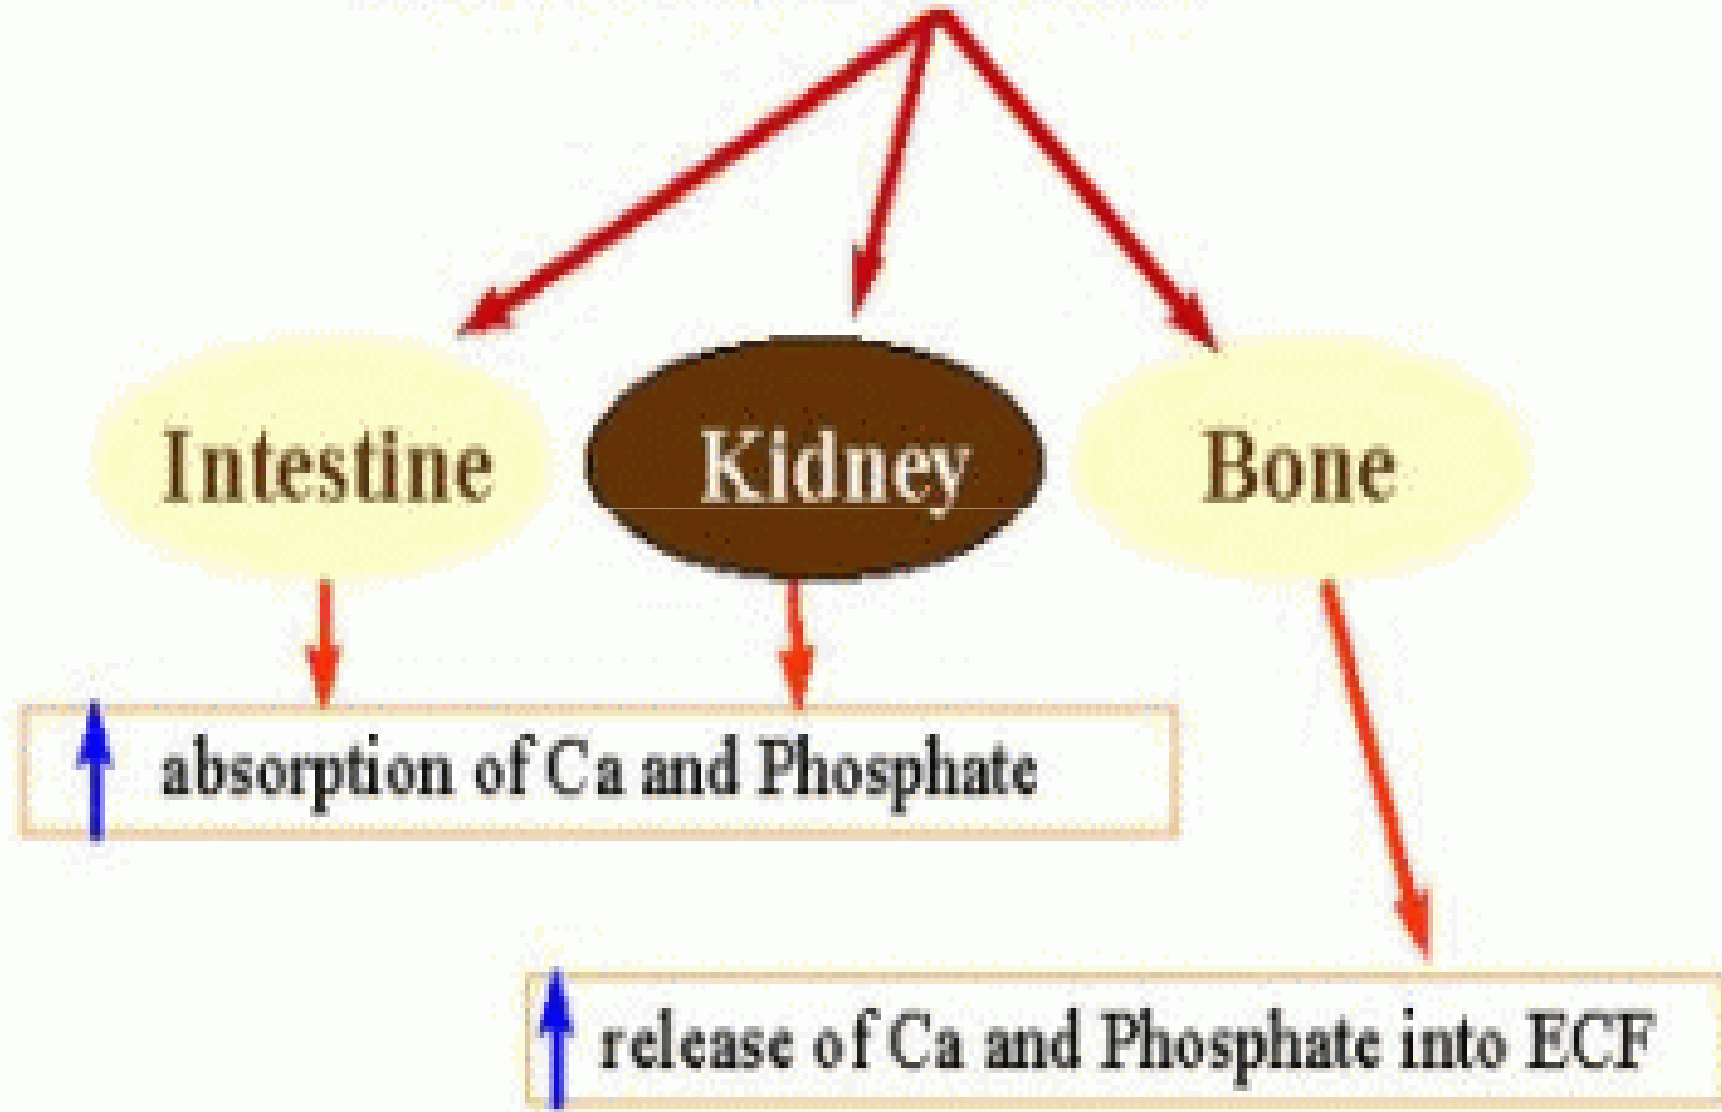 Intestine
Kidney
Bone
absorption of Ca and Phosphate
release of Ca and Phosphate into ECF